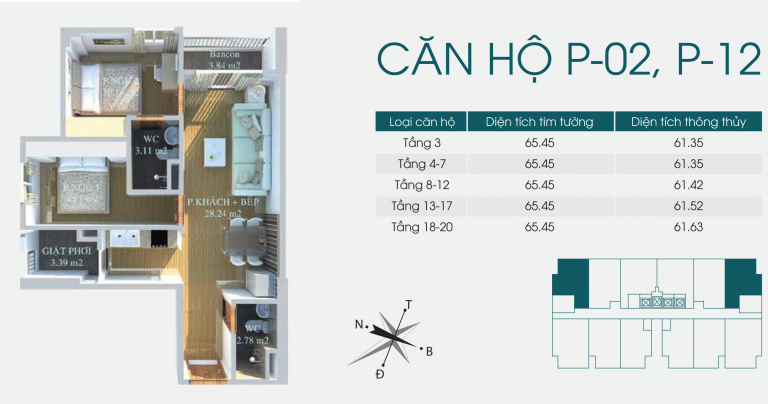 CĂN HỘ P-02, P-12
Loại căn hộ Diện tích tim tường Diện tích thông thủy
Tầng 3 65.45 61.35
Tầng 4-7 65.45 61.35
Tầng 8-12 65.45 61.42
Tầng 13-17 65.45 61.52
Tầng 18-20 65.45 61.63
Bancon
3.84 m2
WC
3.11 m2
P.KHÁCH + BẾP
28.24 m2
GIẶT PHƠI
3.39 m2
WC
2.78 m2
T
N
B
Đ